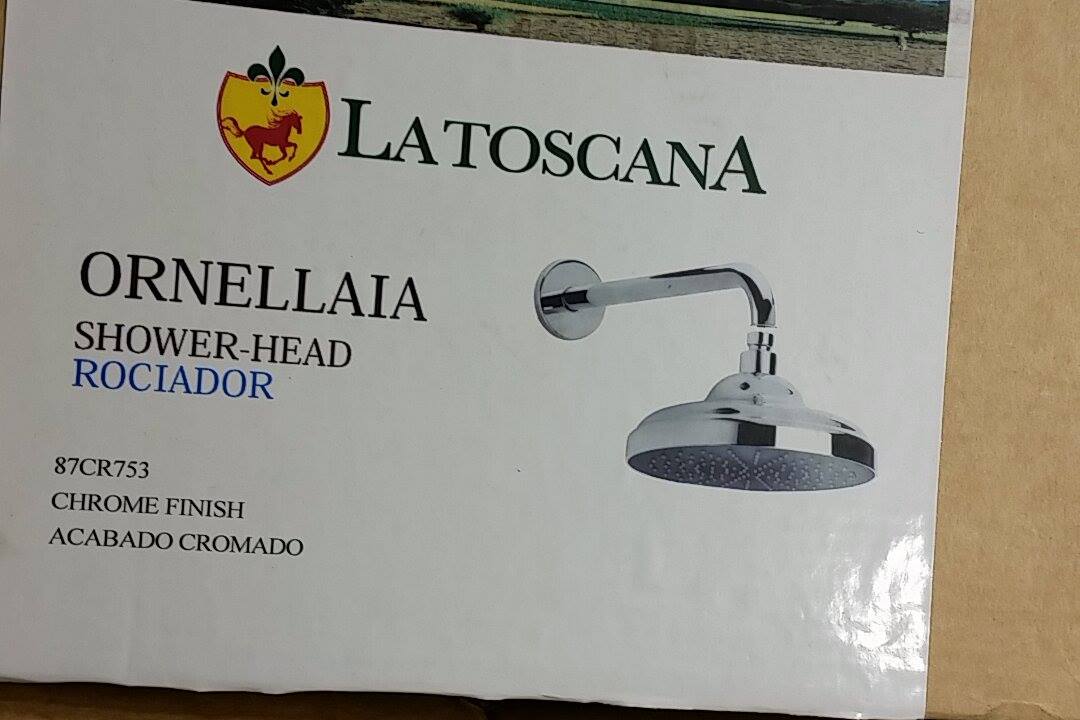 LATOSCANA
ORNELLAIA
SHOWER-HEAD
ROCIADOR
87CR753
CHROME FINISH
ACABADO CROMADO